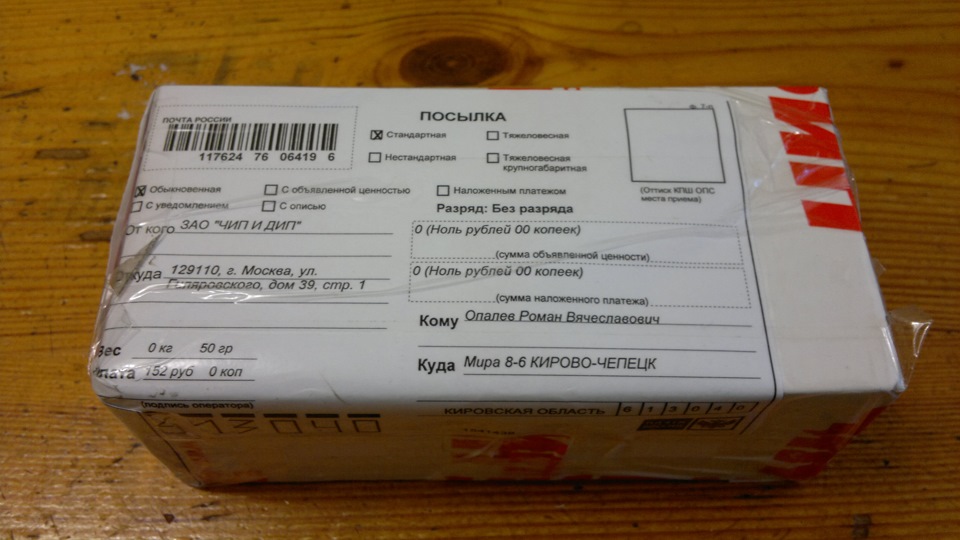 ПОЧТА РОССИИ
117624 76 06419 6
ПОСЫЛКА
Стандартная
Тяжеловесная
Нестандартная
Тяжеловесная крупногабаритная
(Оттиск КПШ ОПС
места приема)
Обыкновенная
С объявленной ценностью
Наложенным платежом
С уведомлением
С описью
Разряд: Без разряда
От кого ЗАО "ЧИП И ДИП"
0 (Ноль рублей 00 копеек)
(сумма объявленной ценности)
Откуда 129110, г. Москва, ул.
Гиляровского, дом 39, стр. 1
0 (Ноль рублей 00 копеек)
(сумма наложенного платежа)
Кому Опалев Роман Вячеславович
Вес 0 кг 50 гр
Куда Мира 8-6 КИРОВО-ЧЕПЕЦК
152 руб 0 коп
(подпись оператора)
КИРОВСКАЯ ОБЛАСТЬ 613040
613040